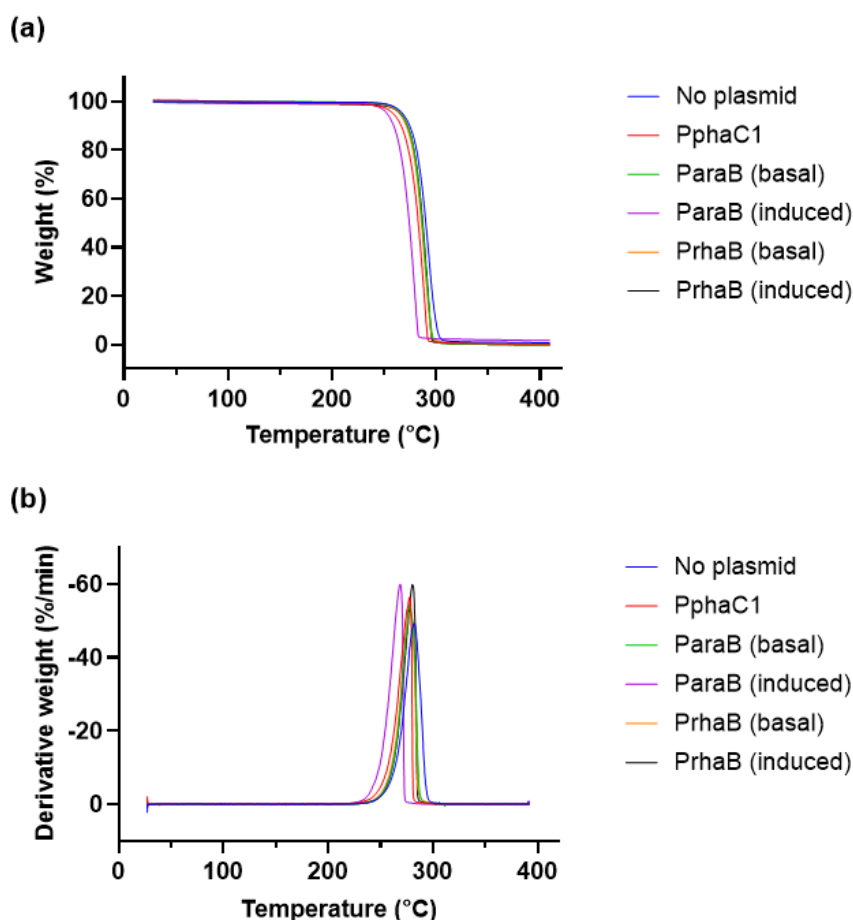 (a)
100
80
60
40
20
0
Weight (%)
0 100 200 300 400
Temperature (°C)
No plasmid
PphaC1
ParaB (basal)
ParaB (induced)
PrhaB (basal)
PrhaB (induced)
(b)
-60
-40
-20
0
Derivative weight (%/min)
0 100 200 300 400
Temperature (°C)
No plasmid
PphaC1
ParaB (basal)
ParaB (induced)
PrhaB (basal)
PrhaB (induced)